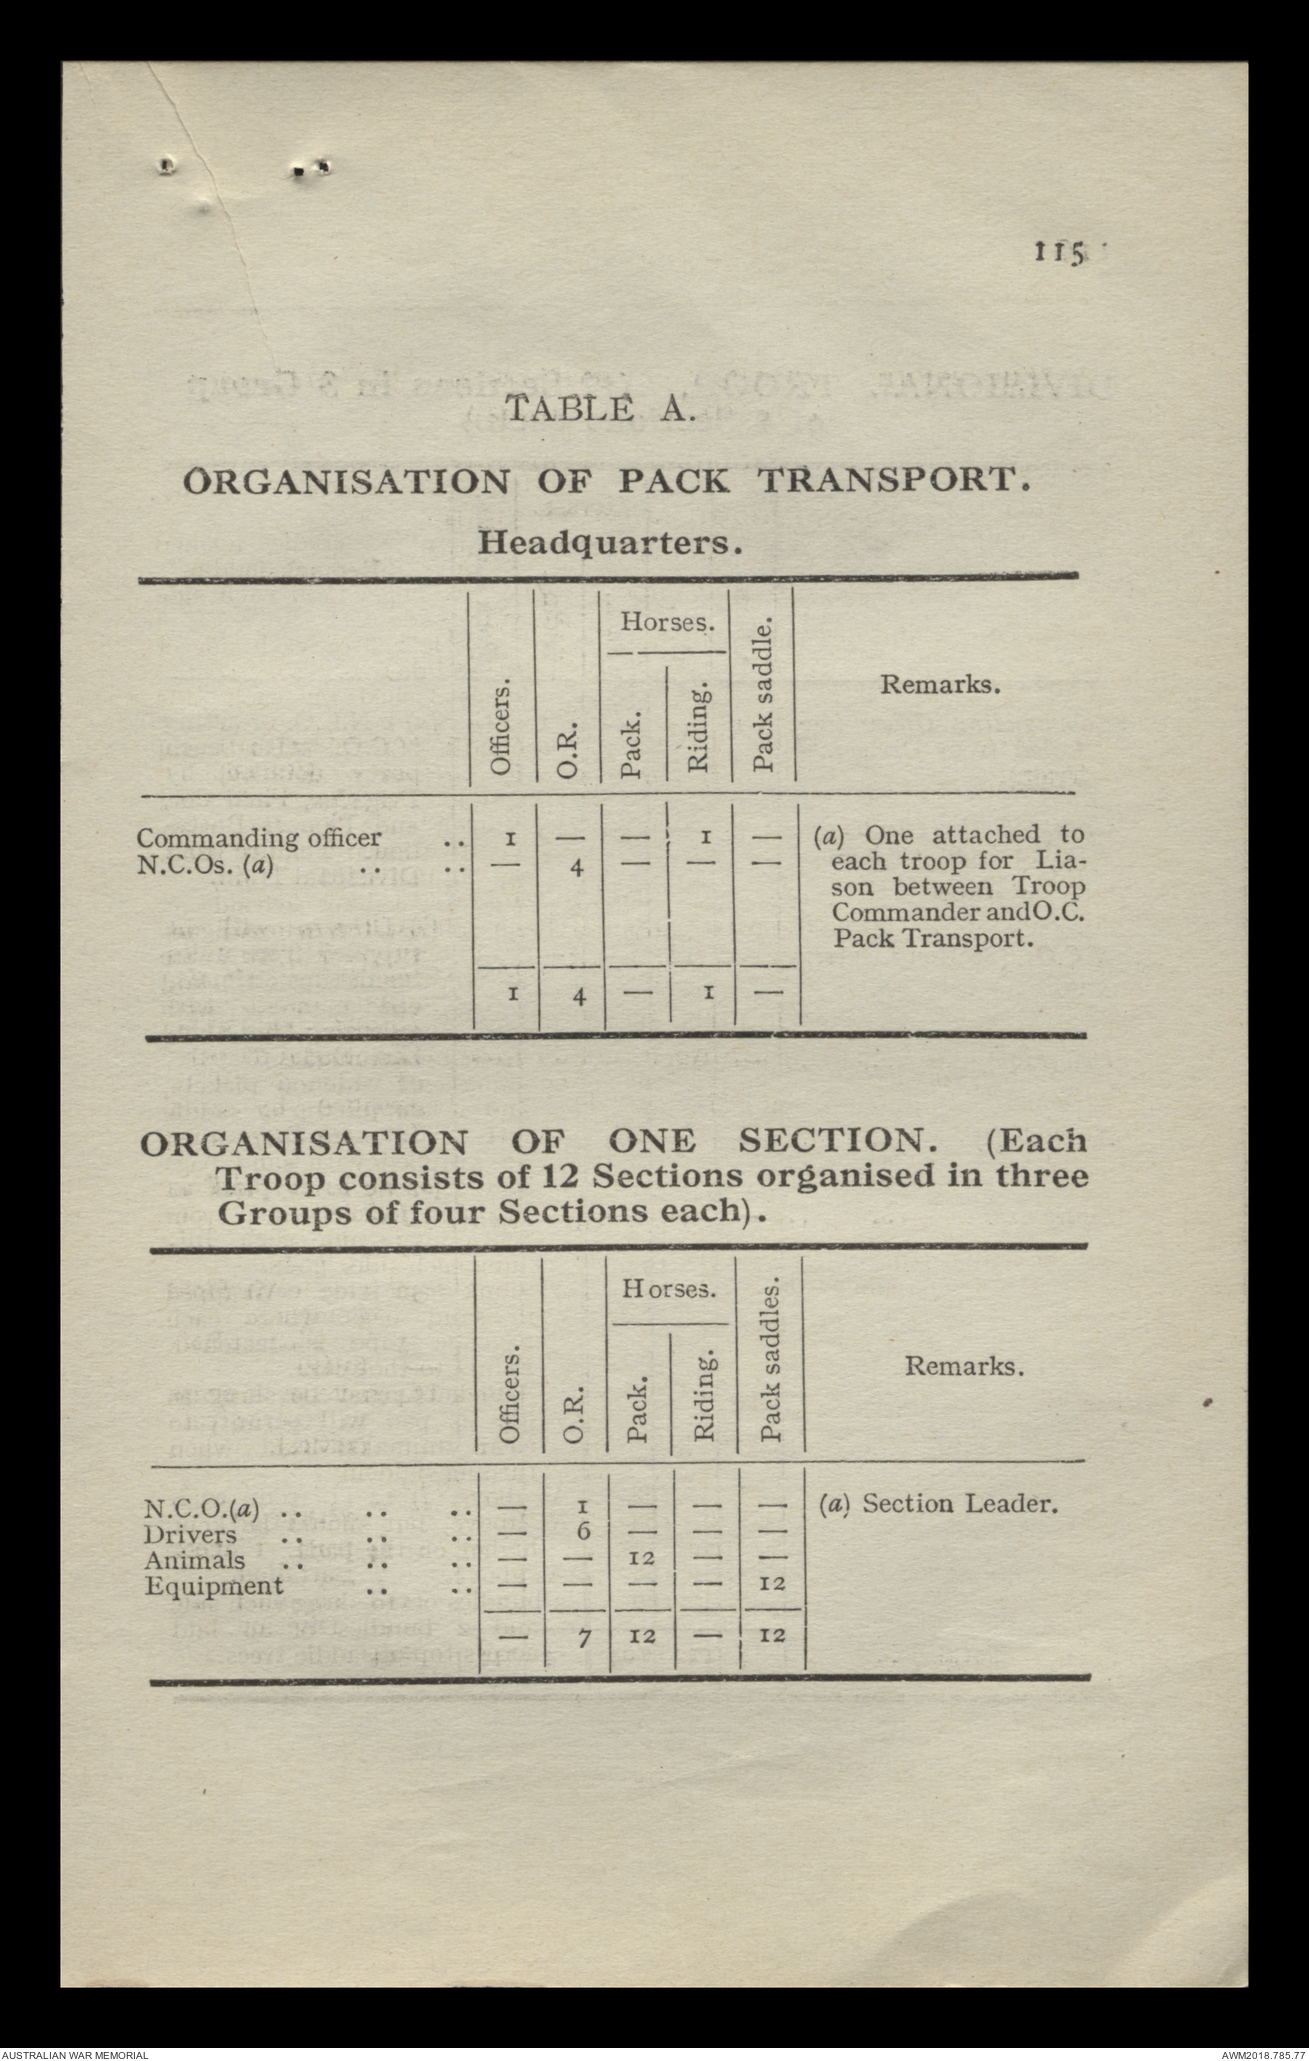 115
TABLE A.
ORGANISATION OF PACK TRANSPORT.
Headquarters.
Officers. O.R. Horses. Pack. Riding. Pack saddle. Remarks.
Commanding officer .. 1 — — 1 — (a) One attached to
N.C.Os. (a) .. .. — 4 — — — each troop for Lia-
son between Troop
Commander and O.C.
Pack Transport.
1 4 — 1 —
ORGANISATION OF ONE SECTION. (Each
Troop consists of 12 Sections organised in three
Groups of four Sections each).
Officers. O.R. Horses. Pack. Riding. Pack saddles. Remarks.
N.C.O.(a) .. .. .. — 1 — — — (a) Section Leader.
Drivers .. .. .. — 6 — — —
Animals .. .. .. — — 12 — —
Equipment .. .. — — — — 12
— 7 12 — 12
AUSTRALIAN WAR MEMORIAL AWM2018.785.77